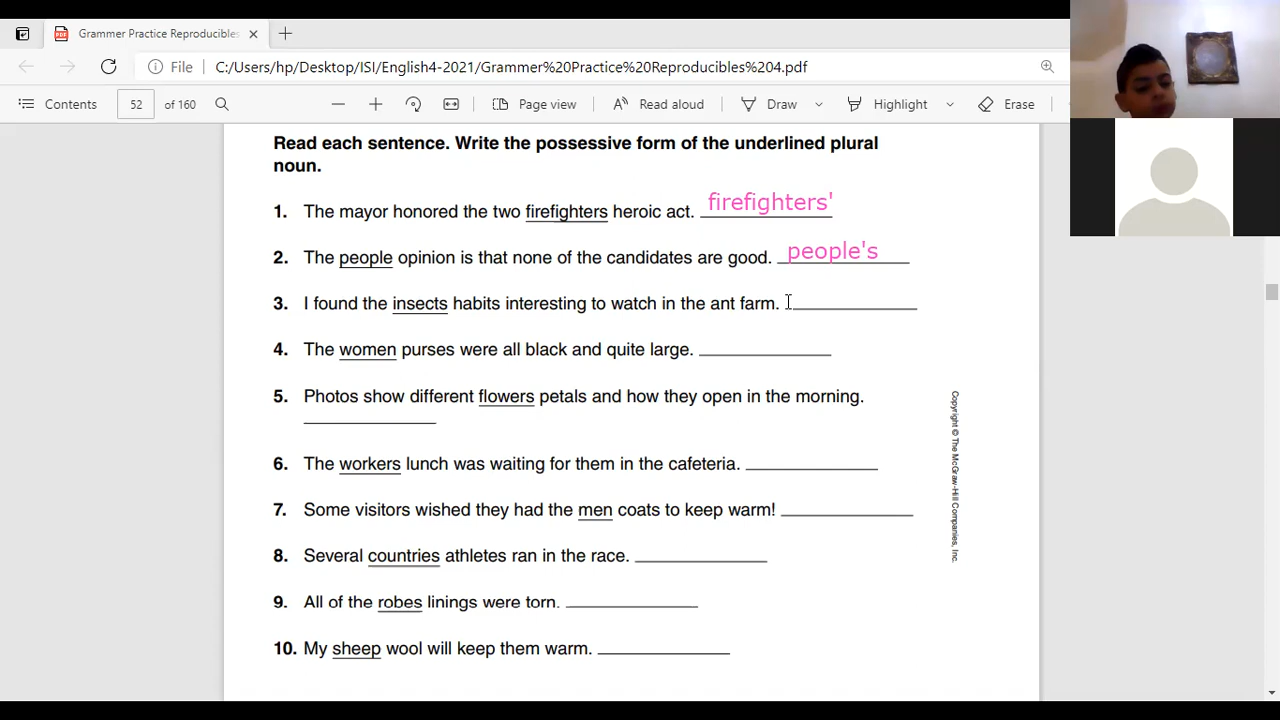 Grammer Practice Reproducibles
File C:/Users/hp/Desktop/ISI/English4-2021/Grammer%20Practice%20Reproducibles%204.pdf
Contents 52 of 160 Page view Read aloud Draw Highlight Erase
Read each sentence. Write the possessive form of the underlined plural
noun.
1. The mayor honored the two firefighters heroic act. firefighters'
2. The people opinion is that none of the candidates are good. people's
3. I found the insects habits interesting to watch in the ant farm.
4. The women purses were all black and quite large.
5. Photos show different flowers petals and how they open in the morning.
6. The workers lunch was waiting for them in the cafeteria.
7. Some visitors wished they had the men coats to keep warm!
8. Several countries athletes ran in the race.
9. All of the robes linings were torn.
10. My sheep wool will keep them warm.
Copyright © The McGraw-Hill Companies, Inc.